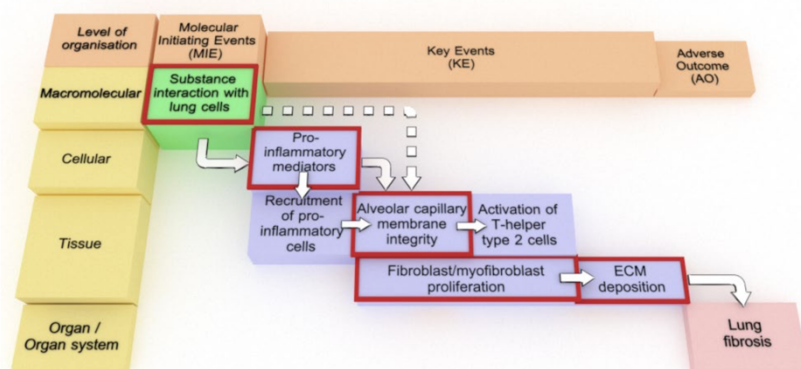 Level of
organisation
Molecular
Initiating Events
(MIE)
Key Events
(KE)
Adverse
Outcome
(AO)
Macromolecular
Substance
interaction with
lung cells
Cellular
Pro-
inflammatory
mediators
Tissue
Recruitment
of pro-
inflammatory
cells
Alveolar capillary
membrane
integrity
Activation of
T-helper
type 2 cells
Fibroblast/myofibroblast
proliferation
ECM
deposition
Organ /
Organ system
Lung
fibrosis